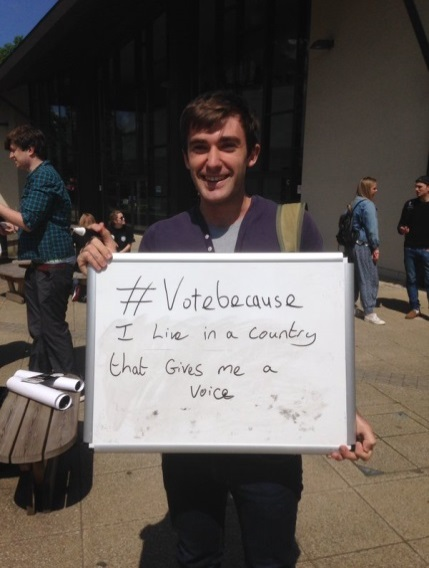 #Votebecause
I Live in a country
that Gives me a
Voice